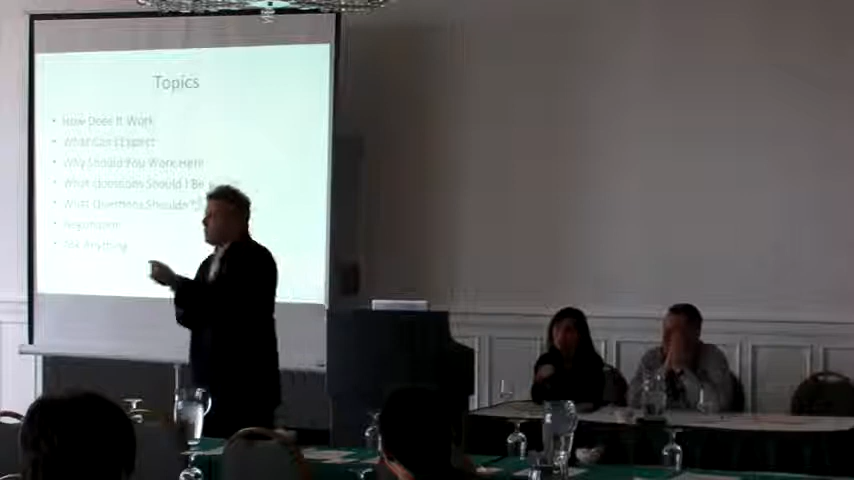 Topics
• How Does It Work
• What Can I Expect
• Why Should You Work Here
• What Questions Should I Be
• What Questions Shouldn't
• Negotiation
• Ask Anything